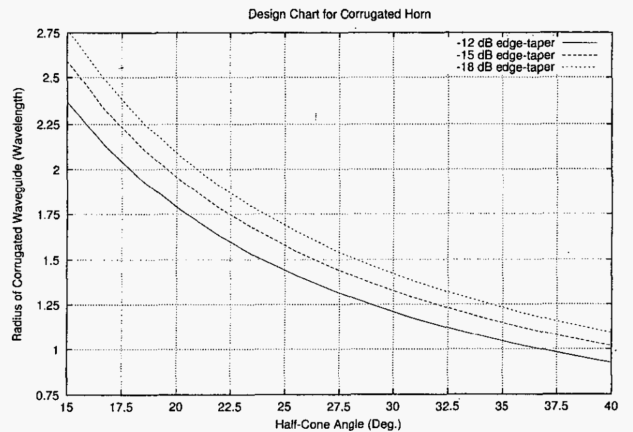 Design Chart for Corrugated Horn
2.75
2.5
2.25
2
1.75
1.5
1.25
1
0.75
Radius of Corrugated Waveguide (Wavelength)
-12 dB edge-taper
-15 dB edge-taper
-18 dB edge-taper
15 17.5 20 22.5 25 27.5 30 32.5 35 37.5 40
Half-Cone Angle (Deg.)